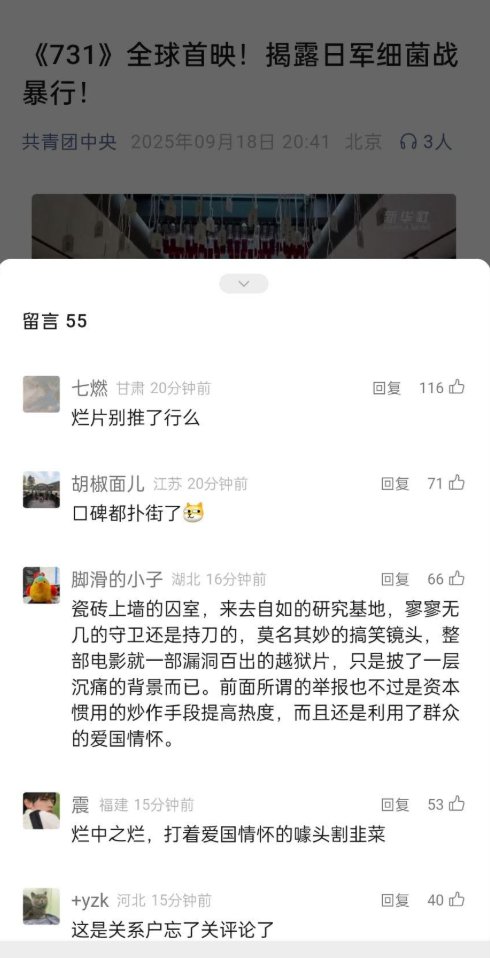 《731》全球首映！揭露日军细菌战
暴行！
共青团中央 2025年09月18日 20:41 北京 3人
新华社
留言 55
七燃 甘肃 20分钟前 回复 116
烂片别推了行么
胡椒面儿 江苏 20分钟前 回复 71
口碑都扑街了
脚滑的小子 湖北 16分钟前 回复 66
瓷砖上墙的囚室，来去自如的研究基地，寥寥无
几的守卫还是持刀的，莫名其妙的搞笑镜头，整
部电影就一部漏洞百出的越狱片，只是披了一层
沉痛的背景而已。前面所谓的举报也不过是资本
惯用的炒作手段提高热度，而且还是利用了群众
的爱国情怀。
震 福建 15分钟前 回复 53
烂中之烂，打着爱国情怀的噱头割韭菜
+yzk 河北 15分钟前 回复 40
这是关系户忘了关评论了